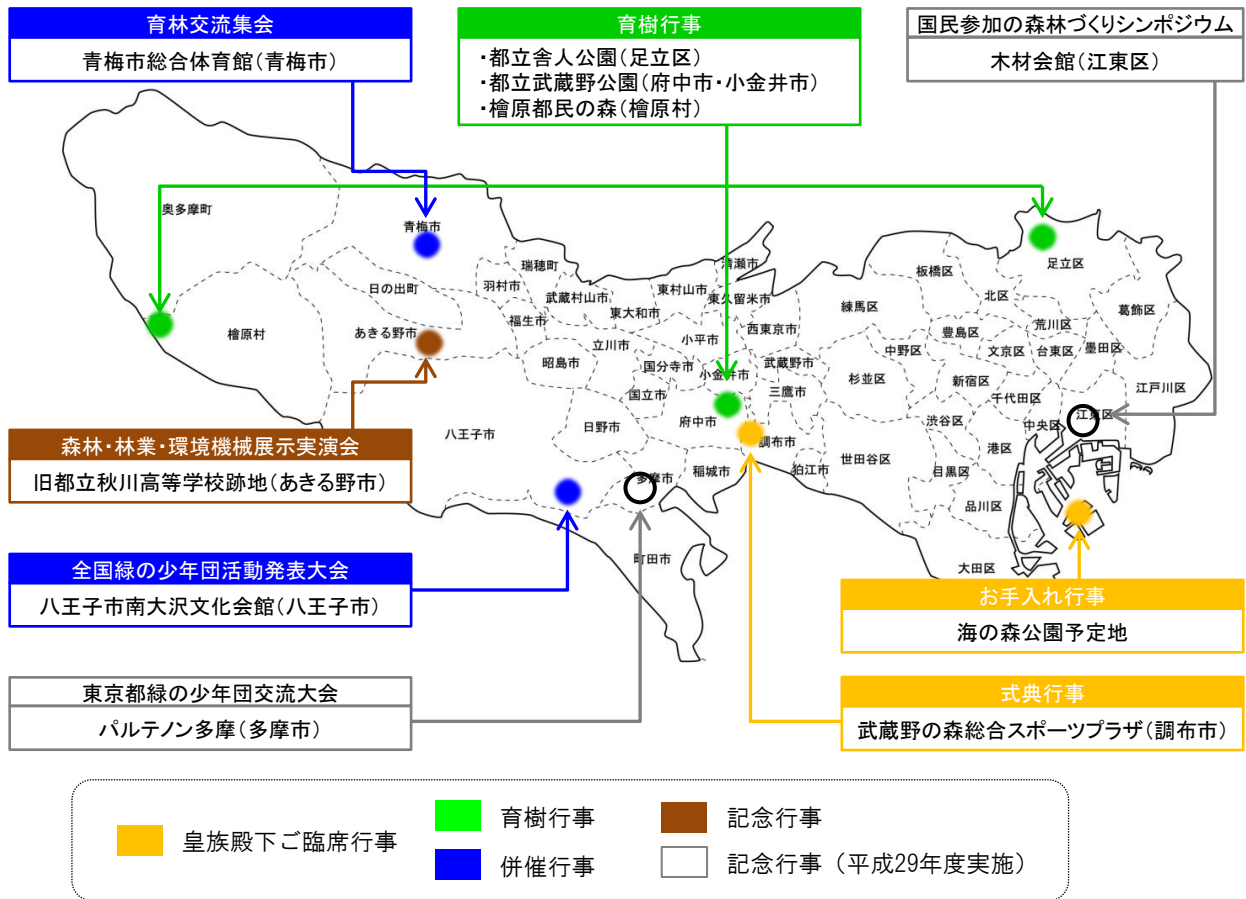 育林交流集会
青梅市総合体育館(青梅市)
育樹行事
・都立舎人公園(足立区)
・都立武蔵野公園(府中市・小金井市)
・檜原都民の森(檜原村)
国民参加の森林づくりシンポジウム
木材会館(江東区)
奥多摩町
青梅市
瑞穂町
清瀬市
日の出町
羽村市
武蔵村山市
東村山市
東久留米市
板橋区
足立区
北区
葛飾区
練馬区
檜原村
あきる野市
福生市
東大和市
小平市
西東京市
豊島区
荒川区
昭島市
立川市
国分寺市
小金井市
武蔵野市
中野区
文京区
台東区
墨田区
国立市
三鷹市
杉並区
新宿区
千代田区
江戸川区
八王子市
日野市
府中市
調布市
渋谷区
中央区
江東区
多摩市
稲城市
狛江市
世田谷区
目黒区
港区
品川区
町田市
大田区
森林・林業・環境機械展示実演会
旧都立秋川高等学校跡地(あきる野市)
全国緑の少年団活動発表大会
八王子市南大沢文化会館(八王子市)
お手入れ行事
海の森公園予定地
東京都緑の少年団交流大会
パルテノン多摩(多摩市)
式典行事
武蔵野の森総合スポーツプラザ(調布市)
皇族殿下ご臨席行事
育樹行事
併催行事
記念行事
記念行事(平成29年度実施)